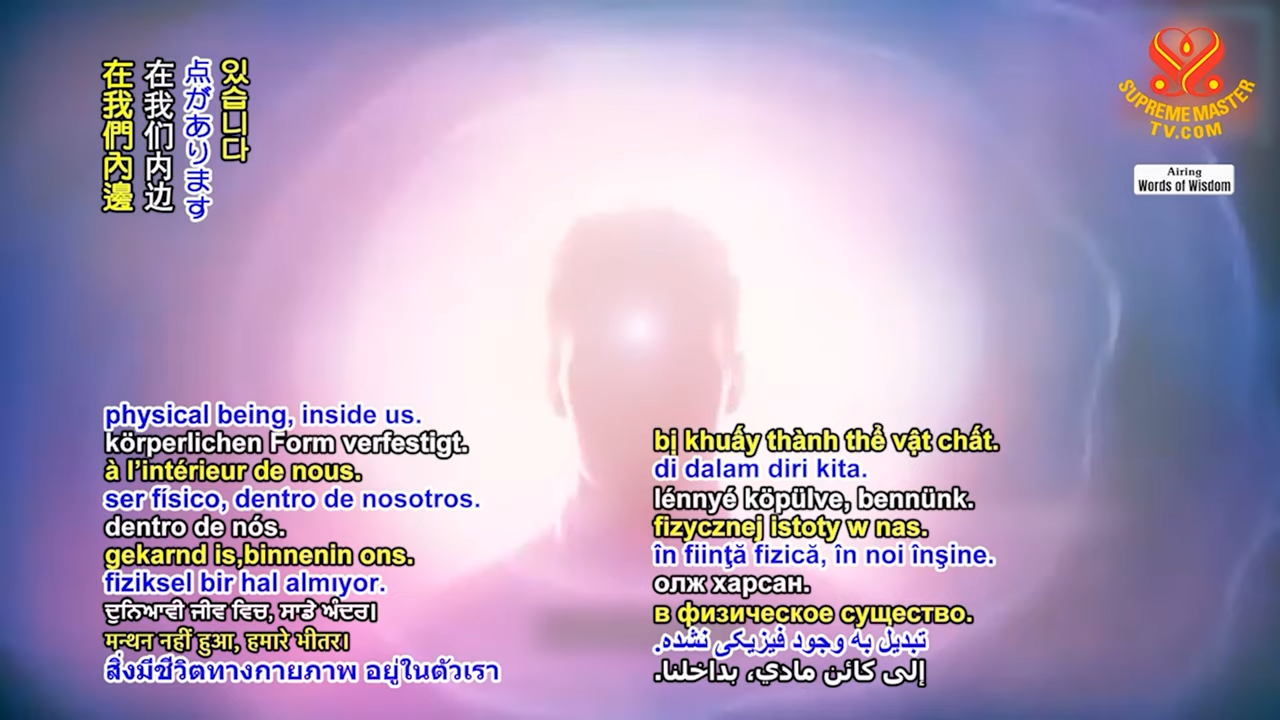 在我們內邊
在我们内边
点があります
있습니다
SUPREME MASTER
TV.COM
Airing
Words of Wisdom
physical being, inside us.
körperlichen Form verfestigt.
à l’intérieur de nous.
ser físico, dentro de nosotros.
dentro de nós.
gekarnd is,binnenin ons.
fiziksel bir hal almıyor.
ਦੁਨਿਆਵੀ ਜੀਵ ਵਿਚ, ਸਾਡੇ ਅੰਦਰ।
मन्थन नहीं हुआ, हमारे भीतर।
สิ่งมีชีวิตทางกายภาพ อยู่ในตัวเรา
bị khuấy thành thể vật chất.
di dalam diri kita.
lénnyé köpülve, bennünk.
fizycznej istoty w nas.
în fiinţă fizică, în noi înşine.
олж харсан.
в физическое существо.
تبدیل به وجود فیزیکی نشده.
إلى كائن مادي، بداخلنا.